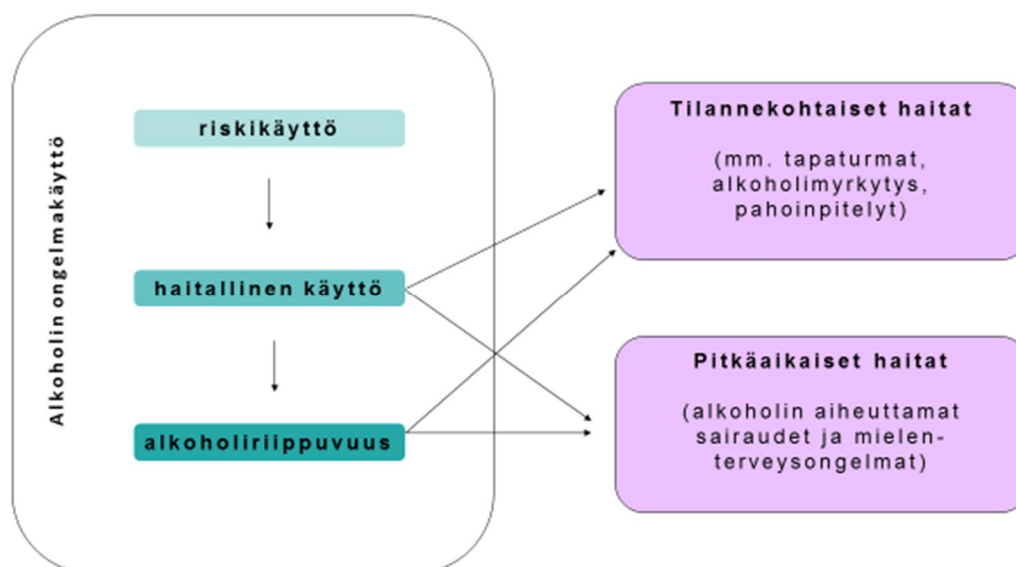 Alkoholin ongelmakäyttö
riskikäyttö
haitallinen käyttö
alkoholiriippuvuus
Tilannekohtaiset haitat
(mm. tapaturmat,
alkoholimyrkytys,
pahoinpitelyt)
Pitkäaikaiset haitat
(alkoholin aiheuttamat
sairaudet ja mielen-
terveysongelmat)